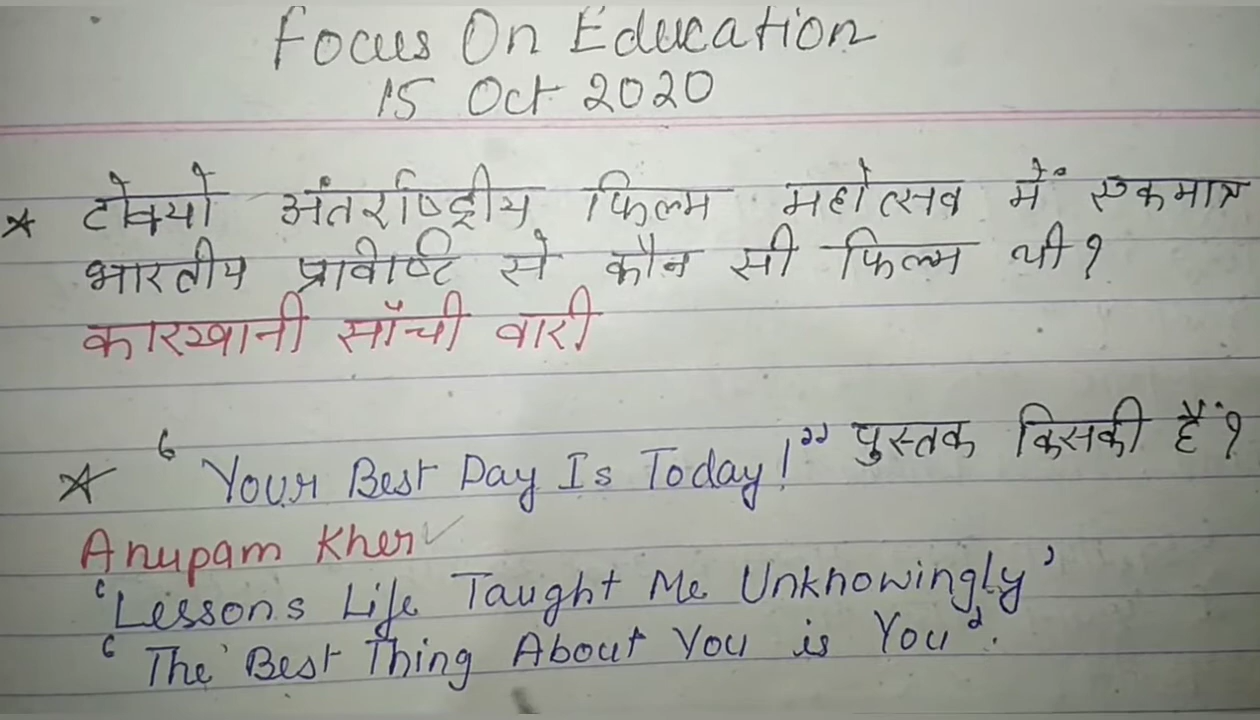 Focus On Education
15 Oct 2020
* टोक्यो अंतर्राष्ट्रीय फिल्म महोत्सव में एकमात्र
भारतीय प्रविष्टि से कौन सी फिल्म थी?
कारखानी साँची वारी
* “Your Best Day Is Today!” पुस्तक किसकी है?
Anupam Kher ✓
‘Lessons Life Taught Me Unknowingly’
‘The Best Thing About You is You’.